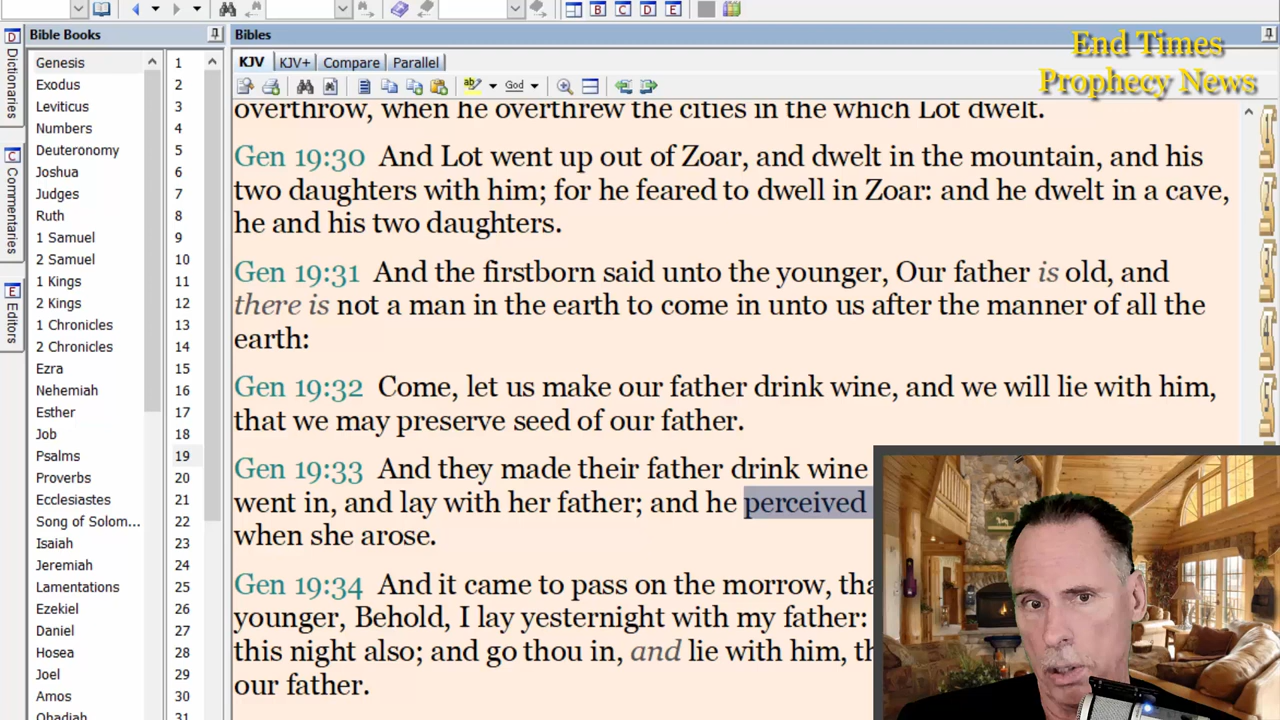 Bible Books
Bibles
End Times
Prophecy News
Dictionaries
Commentaries
Editors
D
C
E
B C D E
KJV KJV+ Compare Parallel
God
Genesis 1
Exodus 2
Leviticus 3
Numbers 4
Deuteronomy 5
Joshua 6
Judges 7
Ruth 8
1 Samuel 9
2 Samuel 10
1 Kings 11
2 Kings 12
1 Chronicles 13
2 Chronicles 14
Ezra 15
Nehemiah 16
Esther 17
Job 18
Psalms 19
Proverbs 20
Ecclesiastes 21
Song of Solom... 22
Isaiah 23
Jeremiah 24
Lamentations 25
Ezekiel 26
Daniel 27
Hosea 28
Joel 29
Amos 30
Obadiah 31
overthrow, when he overthrew the cities in the which Lot dwelt.
Gen 19:30 And Lot went up out of Zoar, and dwelt in the mountain, and his
two daughters with him; for he feared to dwell in Zoar: and he dwelt in a cave,
he and his two daughters.
Gen 19:31 And the firstborn said unto the younger, Our father is old, and
there is not a man in the earth to come in unto us after the manner of all the
earth:
Gen 19:32 Come, let us make our father drink wine, and we will lie with him,
that we may preserve seed of our father.
Gen 19:33 And they made their father drink wine
went in, and lay with her father; and he perceived
when she arose.
Gen 19:34 And it came to pass on the morrow,
younger, Behold, I lay yesternight with my father:
this night also; and go thou in, and lie with him,
our father.